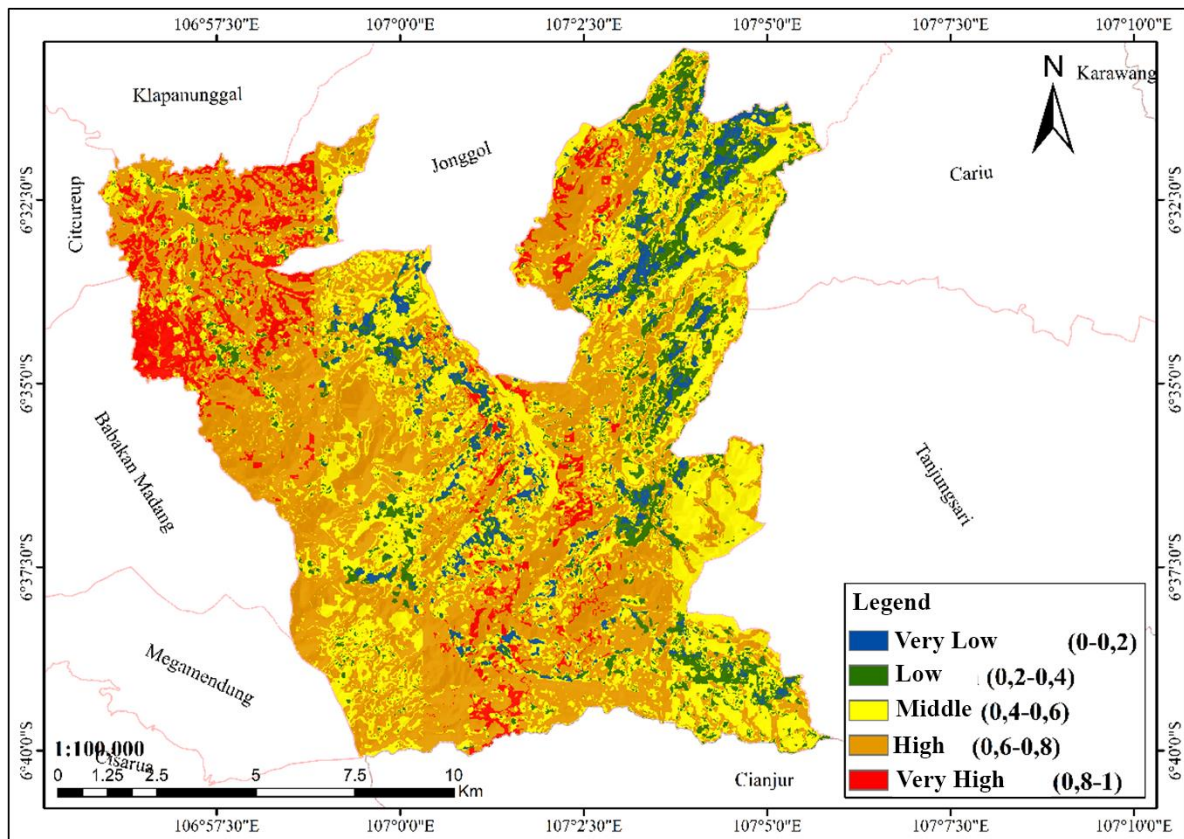 106°57'30"E 107°0'0"E 107°2'30"E 107°5'0"E 107°7'30"E 107°10'0"E
N
Karawang
Klapanunggal
Jonggol
Cariu
6°32'30"S 6°32'30"S
Citeureup
6°35'0"S 6°35'0"S
Babakan Madang
Tanjungsari
6°37'30"S 6°37'30"S
Megamendung
Legend
Very Low (0-0,2)
Low (0,2-0,4)
Middle (0,4-0,6)
High (0,6-0,8)
Very High (0,8-1)
6°40'0"S 6°40'0"S
1:100.000
Cisarua
Cianjur
0 1.25 2.5 5 7.5 10
Km
106°57'30"E 107°0'0"E 107°2'30"E 107°5'0"E 107°7'30"E 107°10'0"E